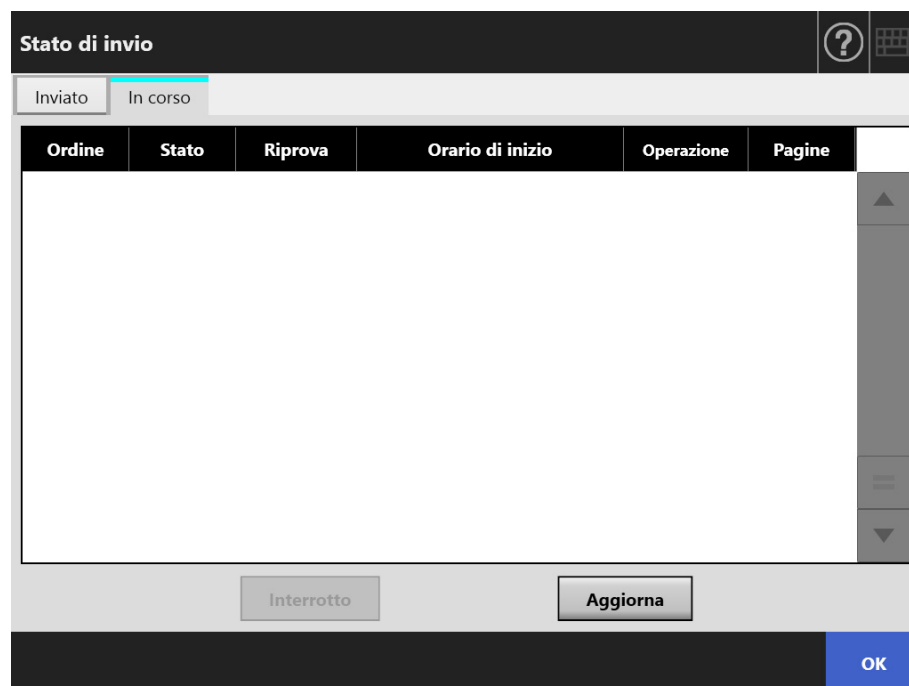 Stato di invio
?
Inviato In corso
Ordine Stato Riprova Orario di inizio Operazione Pagine
Interrotto Aggiorna
OK